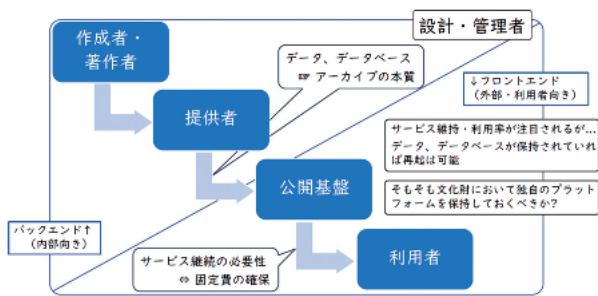 設計・管理者
作成者・
著作者
データ、データベース
☞ アーカイブの本質
↓フロントエンド
(外部・利用者向き)
提供者
サービス維持・利用率が注目されるが…
データ、データベースが保持されていれ
ば再起は可能
公開基盤
そもそも文化財において独自のプラット
フォームを保持しておくべきか?
バックエンド↑
(内部向き)
サービス継続の必要性
⇔ 固定費の確保
利用者